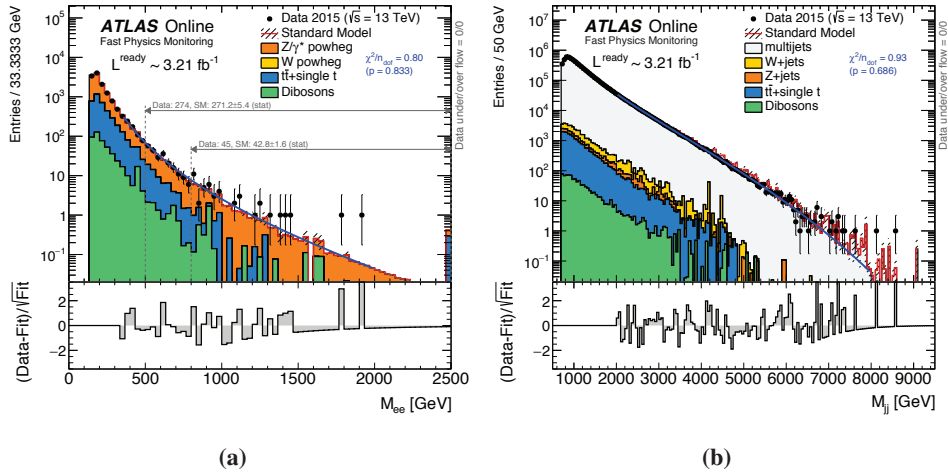 ATLAS Online
Fast Physics Monitoring
L^ready ~ 3.21 fb^-1
Data 2015 (√s = 13 TeV)
Standard Model
Z/γ* powheg
W powheg
tt̄+single t
Dibosons
χ²/n_dof = 0.80
(p = 0.833)
Data: 274, SM: 271.2±5.4 (stat)
Data: 45, SM: 42.8±1.6 (stat)
Entries / 33.3333 GeV
10^5
10^4
10^3
10^2
10
1
10^-1
Data under/over flow = 0/0
(Data-Fit)/√Fit
2
0
−2
0 500 1000 1500 2000 2500
M_ee [GeV]
(a)
ATLAS Online
Fast Physics Monitoring
L^ready ~ 3.21 fb^-1
Data 2015 (√s = 13 TeV)
Standard Model
multijets
W+jets
Z+jets
tt̄+single t
Dibosons
χ²/n_dof = 0.93
(p = 0.686)
Entries / 50 GeV
10^7
10^6
10^5
10^4
10^3
10^2
10
1
10^-1
Data under/over flow = 0/0
(Data-Fit)/√Fit
2
0
−2
1000 2000 3000 4000 5000 6000 7000 8000 9000
M_jj [GeV]
(b)